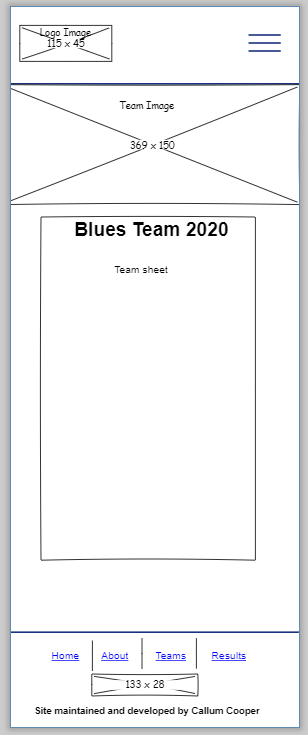 Logo Image
115 x 45
Team Image
369 x 150
Blues Team 2020
Team sheet
Home About Teams Results
133 x 28
Site maintained and developed by Callum Cooper